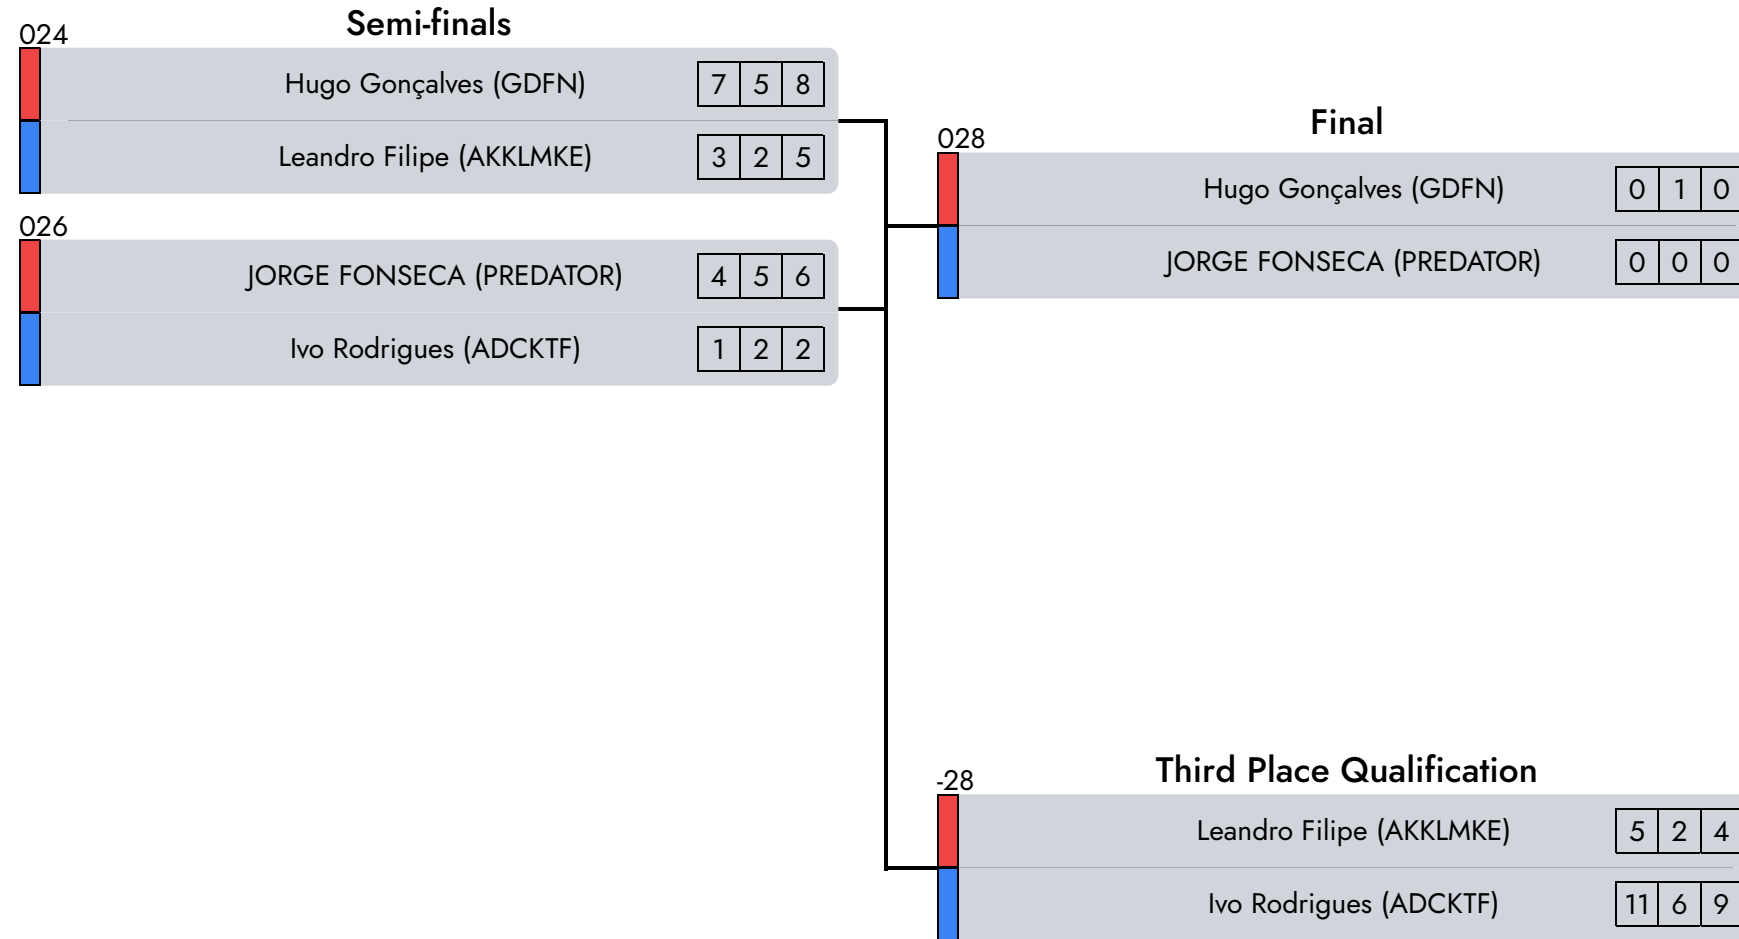 Semi-finals
024
Hugo Gonçalves (GDFN) 7 5 8
Leandro Filipe (AKKLMKE) 3 2 5
026
JORGE FONSECA (PREDATOR) 4 5 6
Ivo Rodrigues (ADCKTF) 1 2 2
Final
028
Hugo Gonçalves (GDFN) 0 1 0
JORGE FONSECA (PREDATOR) 0 0 0
Third Place Qualification
-28
Leandro Filipe (AKKLMKE) 5 2 4
Ivo Rodrigues (ADCKTF) 11 6 9